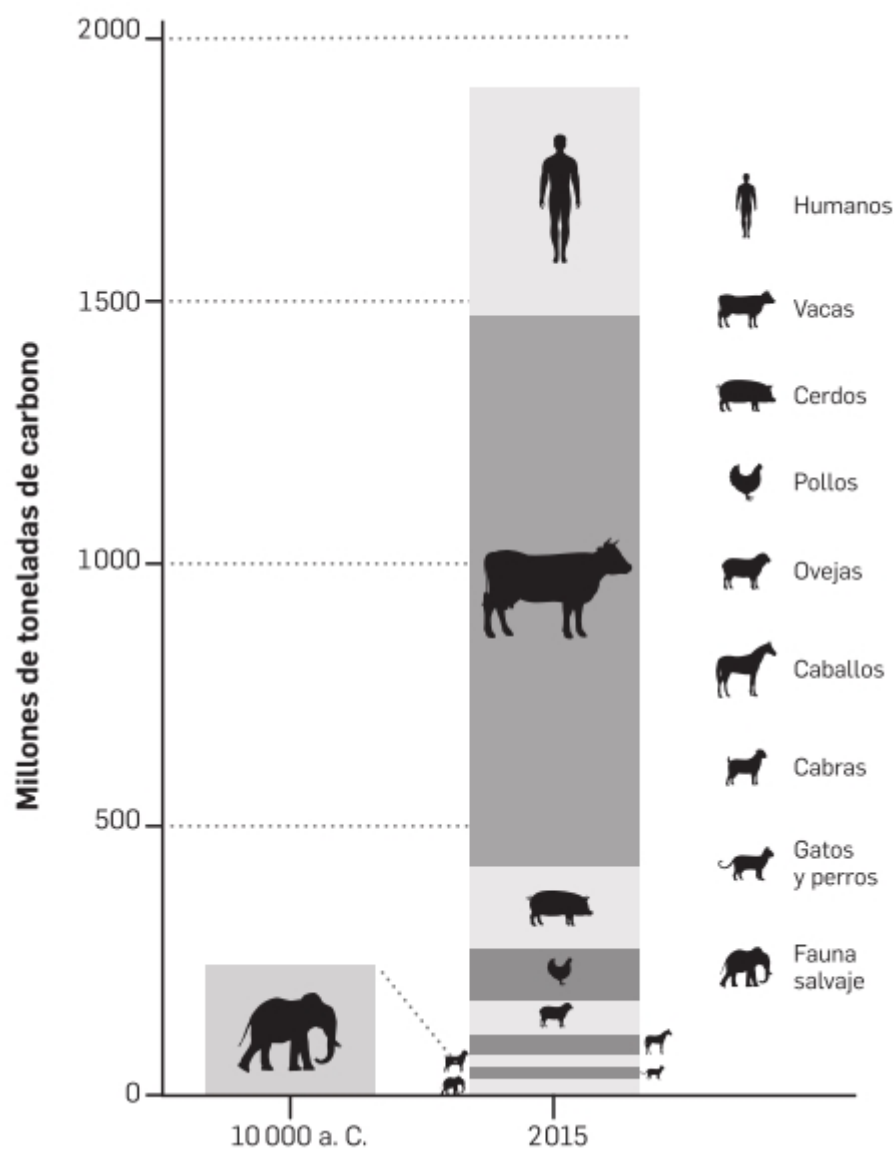 2000
1500
1000
500
0
Millones de toneladas de carbono
10 000 a. C.
2015
Humanos
Vacas
Cerdos
Pollos
Ovejas
Caballos
Cabras
Gatos
y perros
Fauna
salvaje